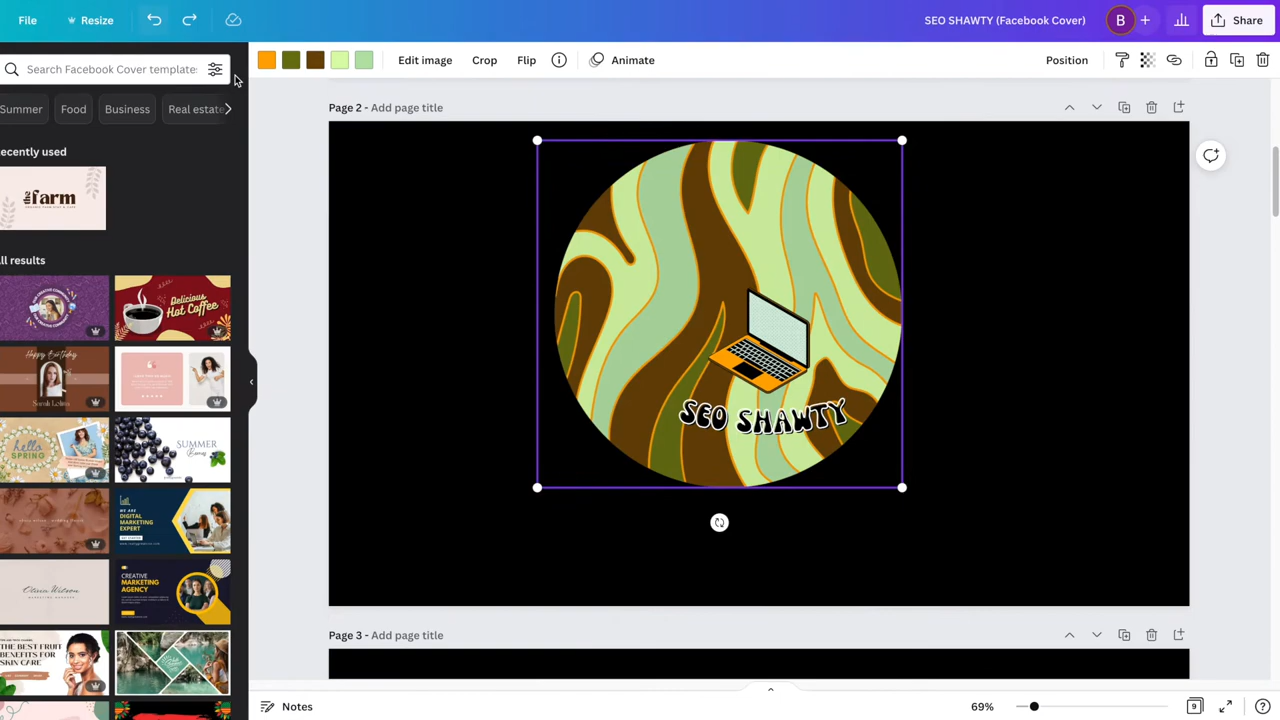 File
Resize
SEO SHAWTY (Facebook Cover)
B
Share
Search Facebook Cover template:
Edit image
Crop
Flip
Animate
Position
Summer
Food
Business
Real estate
Page 2 - Add page title
ecently used
the
farm
ll results
Delicious
Hot Coffee
Happy Birthday
hello
SPRING
SUMMER
WE ARE
DIGITAL
MARKETING
EXPERT
CREATIVE
MARKETING
AGENCY
Olivia Wilson
THE BEST FRUIT
BENEFITS FOR
SKIN CARE
SEO SHAWTY
Page 3 - Add page title
Notes
69%
9